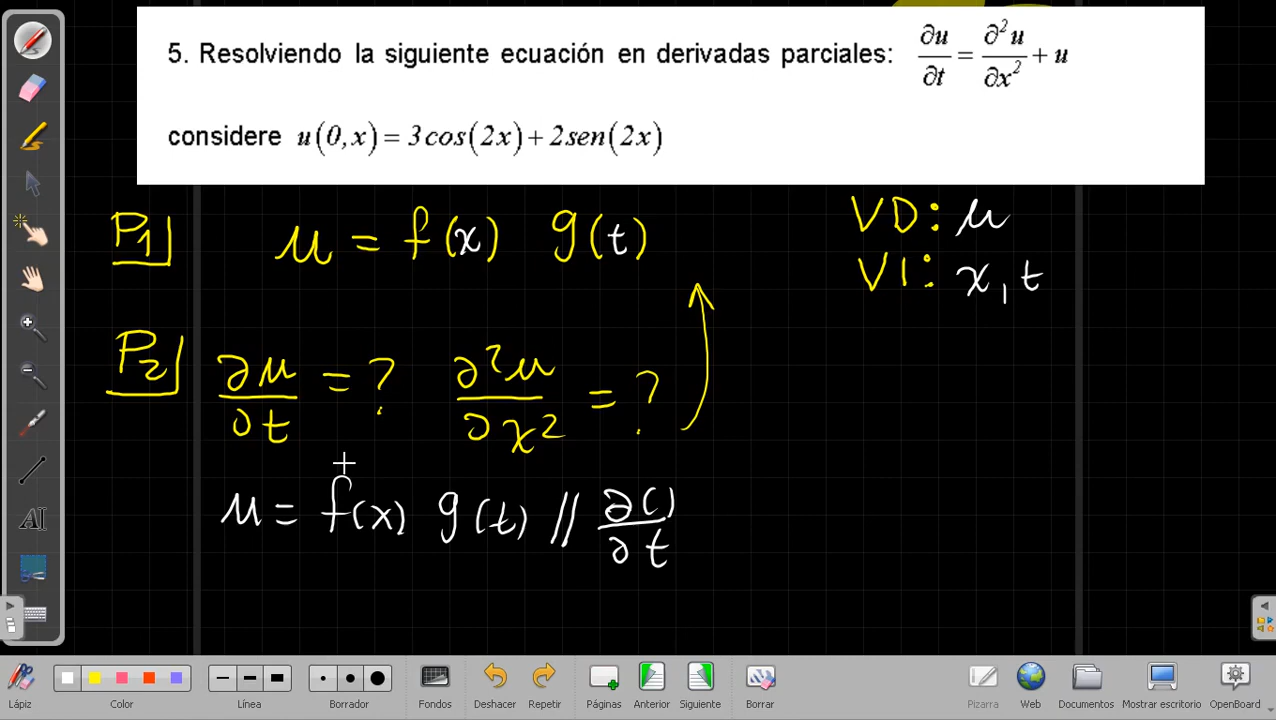 5. Resolviendo la siguiente ecuación en derivadas parciales: ∂u/∂t = ∂²u/∂x² + u
considere u(0,x) = 3cos(2x) + 2sen(2x)
P1 u = f(x) g(t)
VD: u
VI: x, t
P2 ∂u/∂t = ? ∂²u/∂x² = ?
u = f(x) g(t) // ∂()/∂t
Lápiz Color Línea Borrador Fondos Deshacer Repetir Páginas Anterior Siguiente Borrar Pizarra Web Documentos Mostrar escritorio OpenBoard